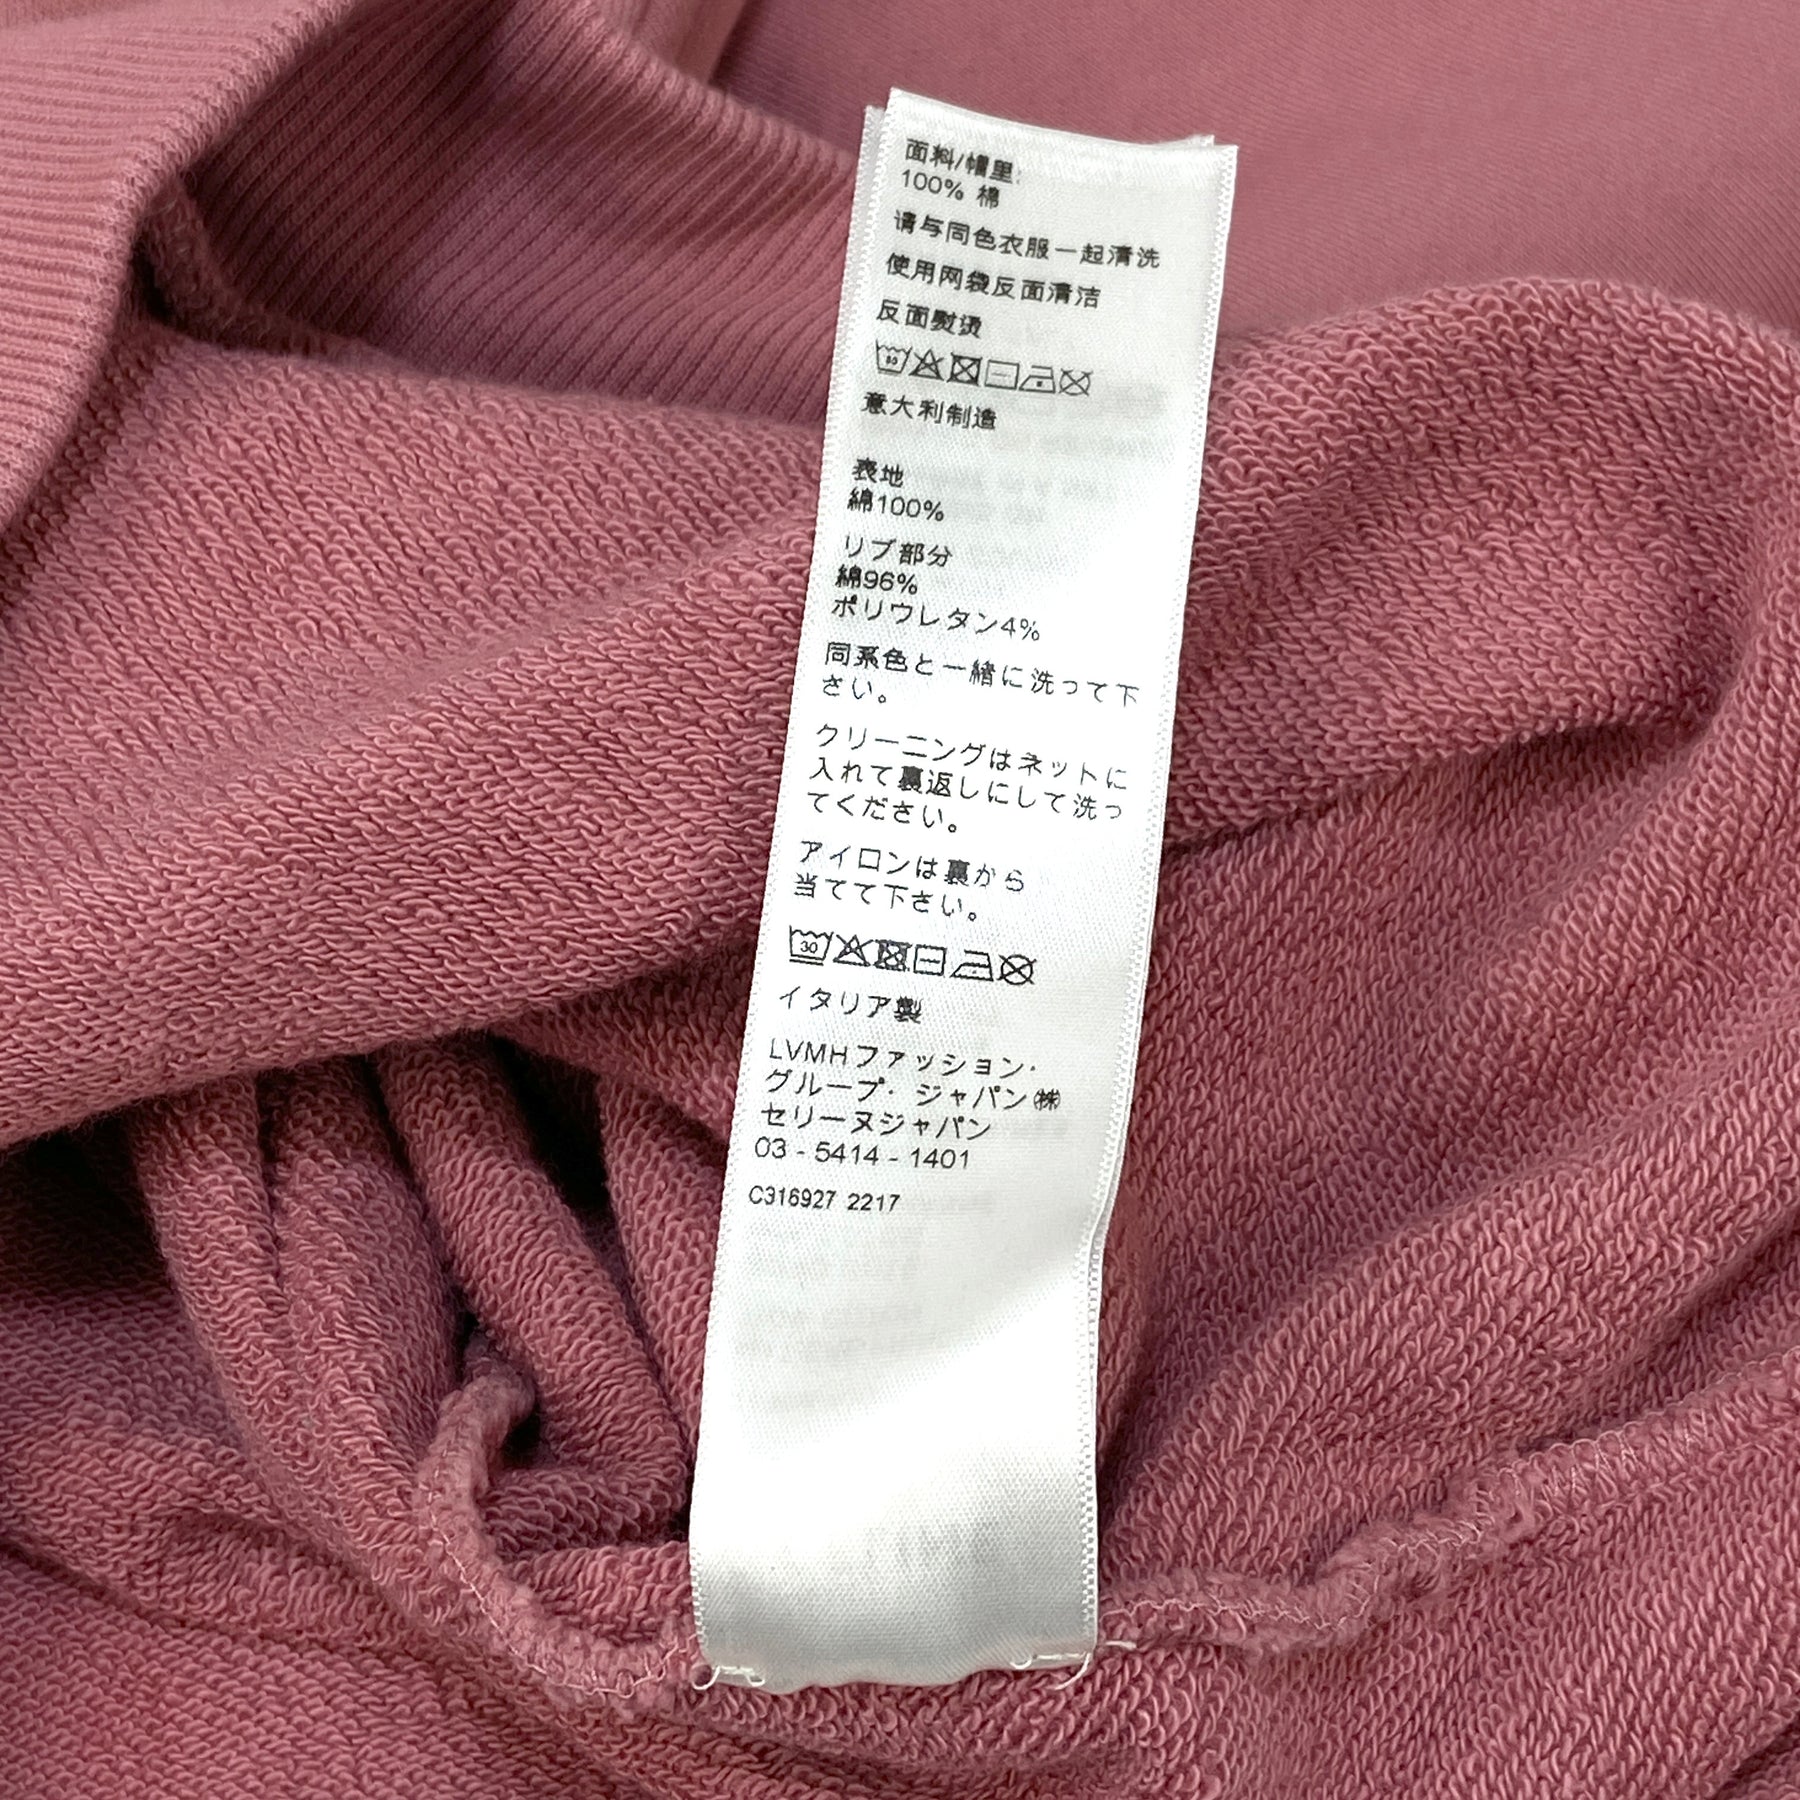 面料/帽里:
100% 棉
请与同色衣服一起清洗
使用网袋反面清洁
反面熨烫
意大利制造
表地
綿100%
リブ部分
綿96%
ポリウレタン4%
同系色と一緒に洗って下
さい。
クリーニングはネットに
入れて裏返しにして洗っ
てください。
アイロンは裏から
当てて下さい。
30
イタリア製
LVMHファッション・
グループ・ジャパン㈱
セリーヌジャパン
03 - 5414 - 1401
C316927 2217